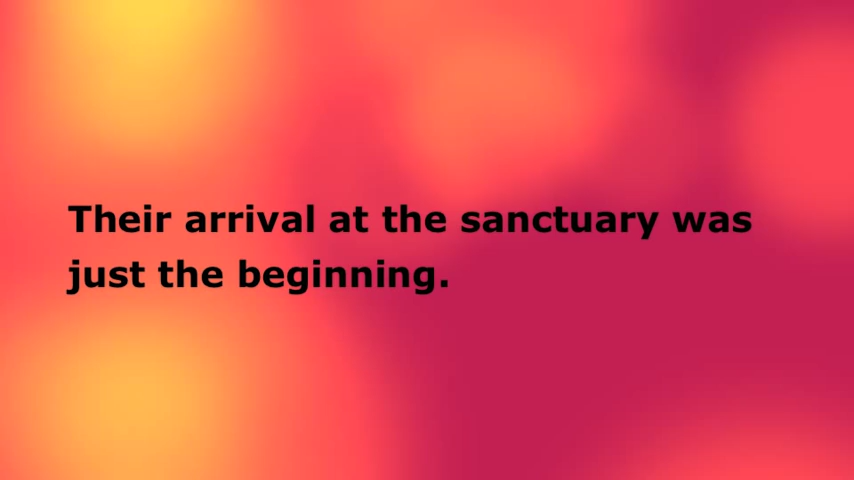 Their arrival at the sanctuary was
just the beginning.